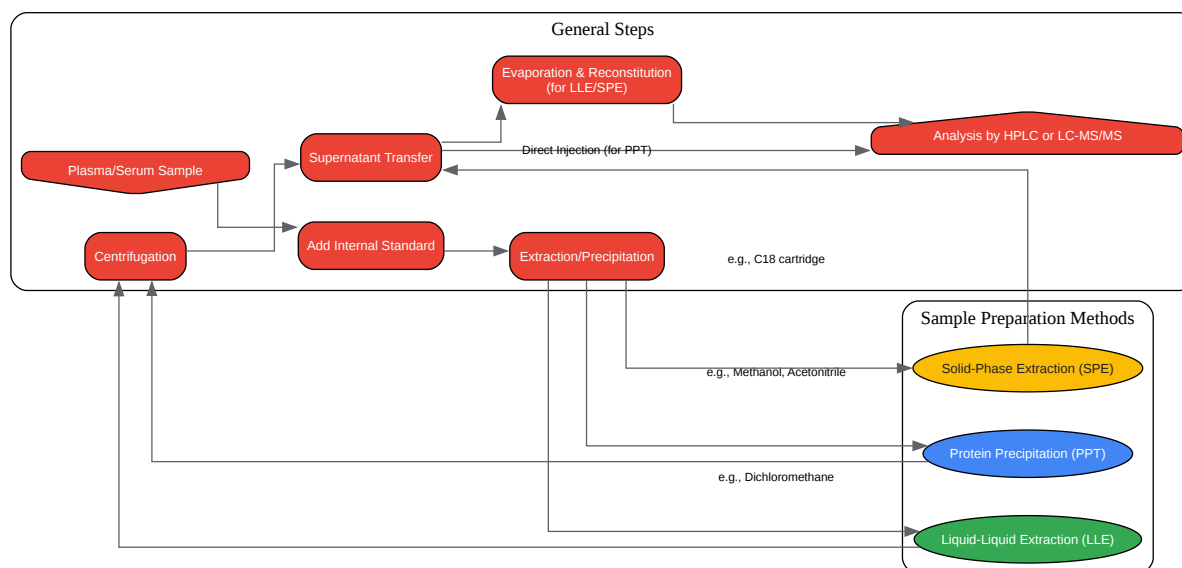 General Steps
Evaporation & Reconstitution
(for LLE/SPE)
Analysis by HPLC or LC-MS/MS
Supernatant Transfer
Direct Injection (for PPT)
Plasma/Serum Sample
Add Internal Standard
Centrifugation
Extraction/Precipitation
e.g., C18 cartridge
Sample Preparation Methods
Solid-Phase Extraction (SPE)
e.g., Methanol, Acetonitrile
Protein Precipitation (PPT)
e.g., Dichloromethane
Liquid-Liquid Extraction (LLE)